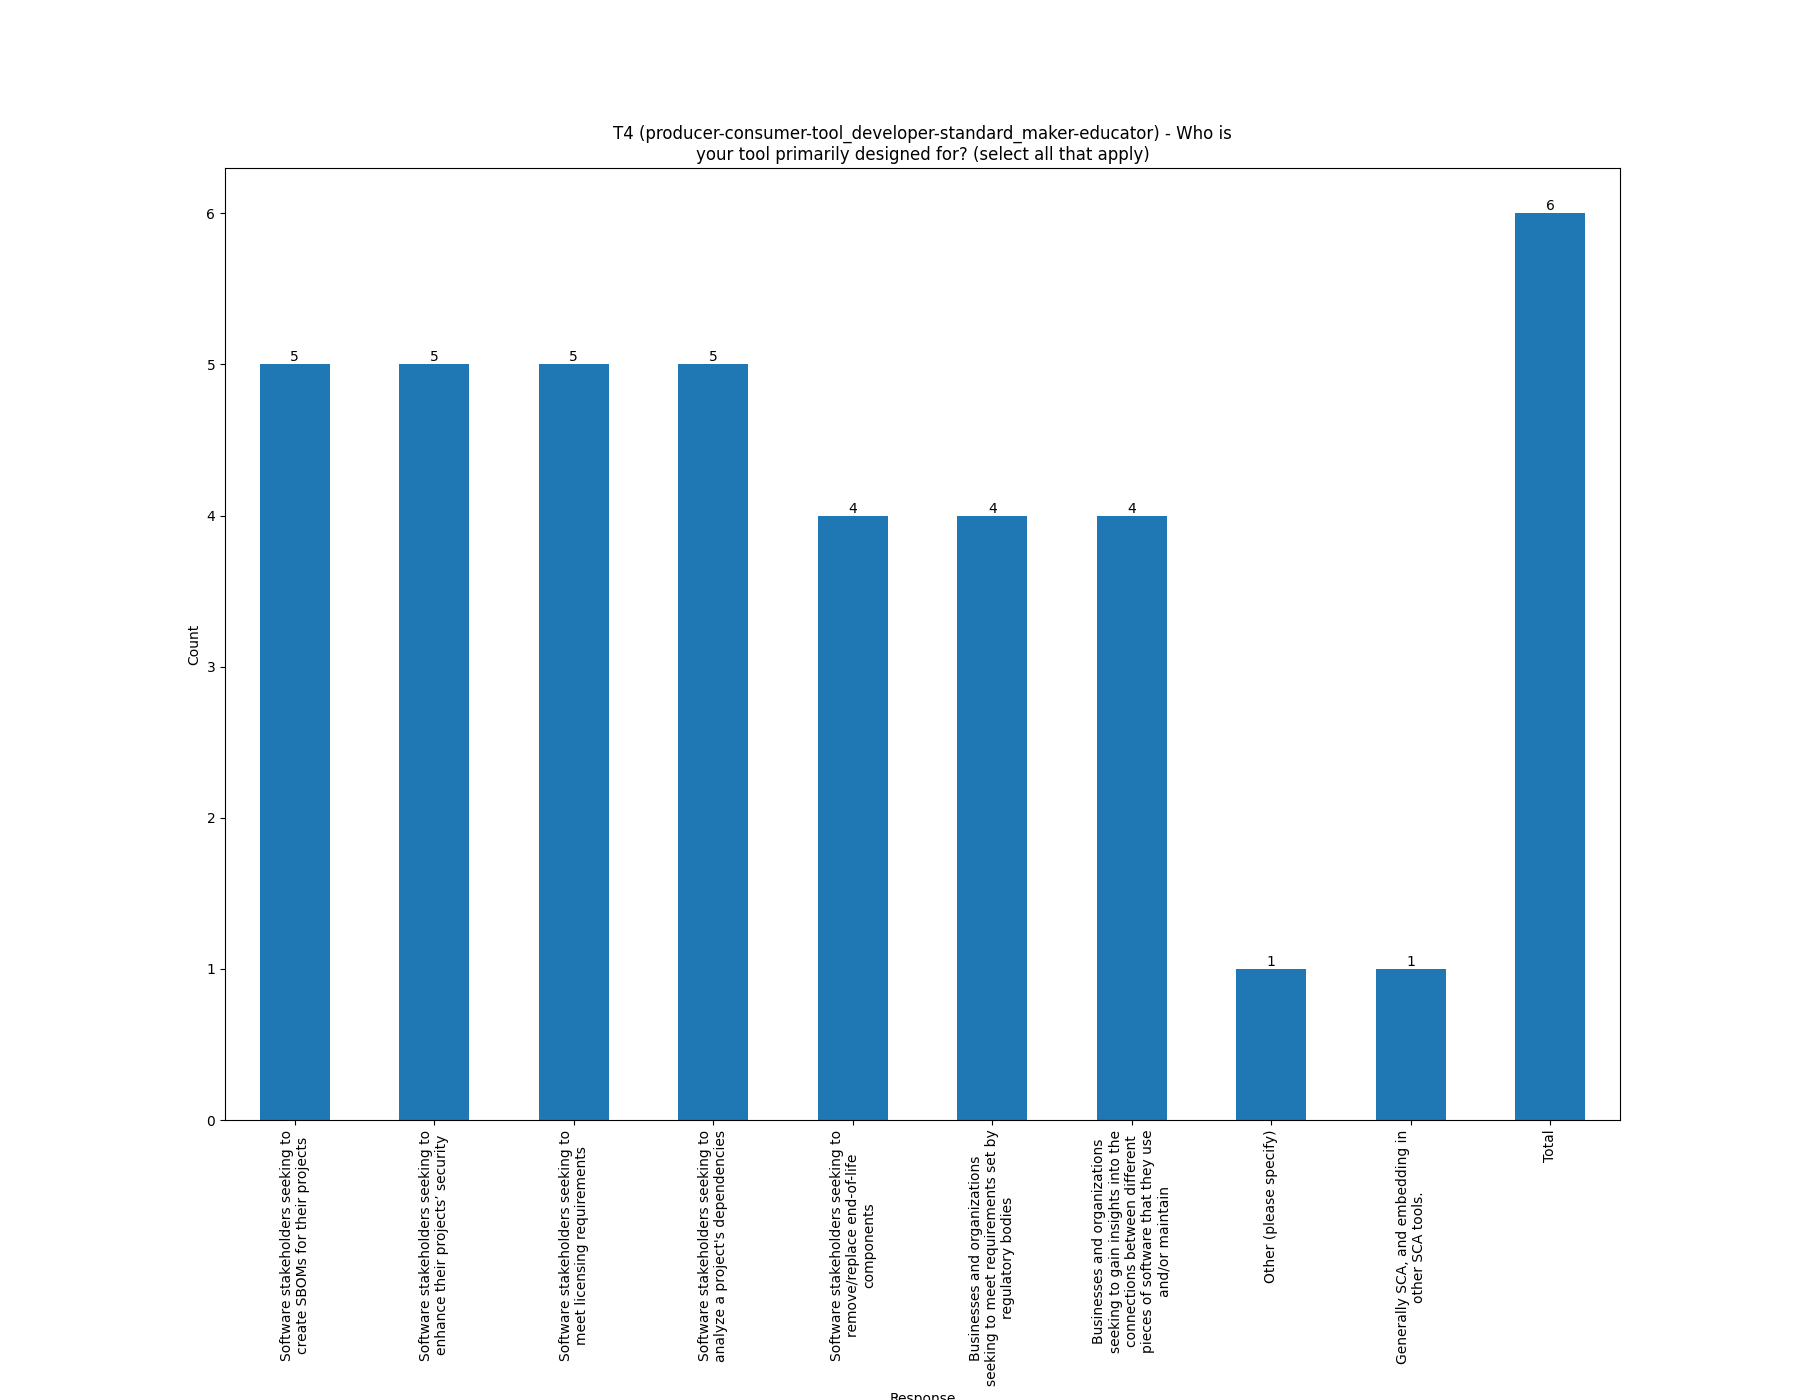 T4 (producer-consumer-tool_developer-standard_maker-educator) - Who is
your tool primarily designed for? (select all that apply)
6
5
4
3
2
1
0
Count
5
5
5
5
4
4
4
1
1
6
Software stakeholders seeking to
create SBOMs for their projects
Software stakeholders seeking to
enhance their projects’ security
Software stakeholders seeking to
meet licensing requirements
Software stakeholders seeking to
analyze a project's dependencies
Software stakeholders seeking to
remove/replace end-of-life
components
Businesses and organizations
seeking to meet requirements set by
regulatory bodies
Businesses and organizations
seeking to gain insights into the
connections between different
pieces of software that they use
and/or maintain
Other (please specify)
Generally SCA, and embedding in
other SCA tools.
Total
Response